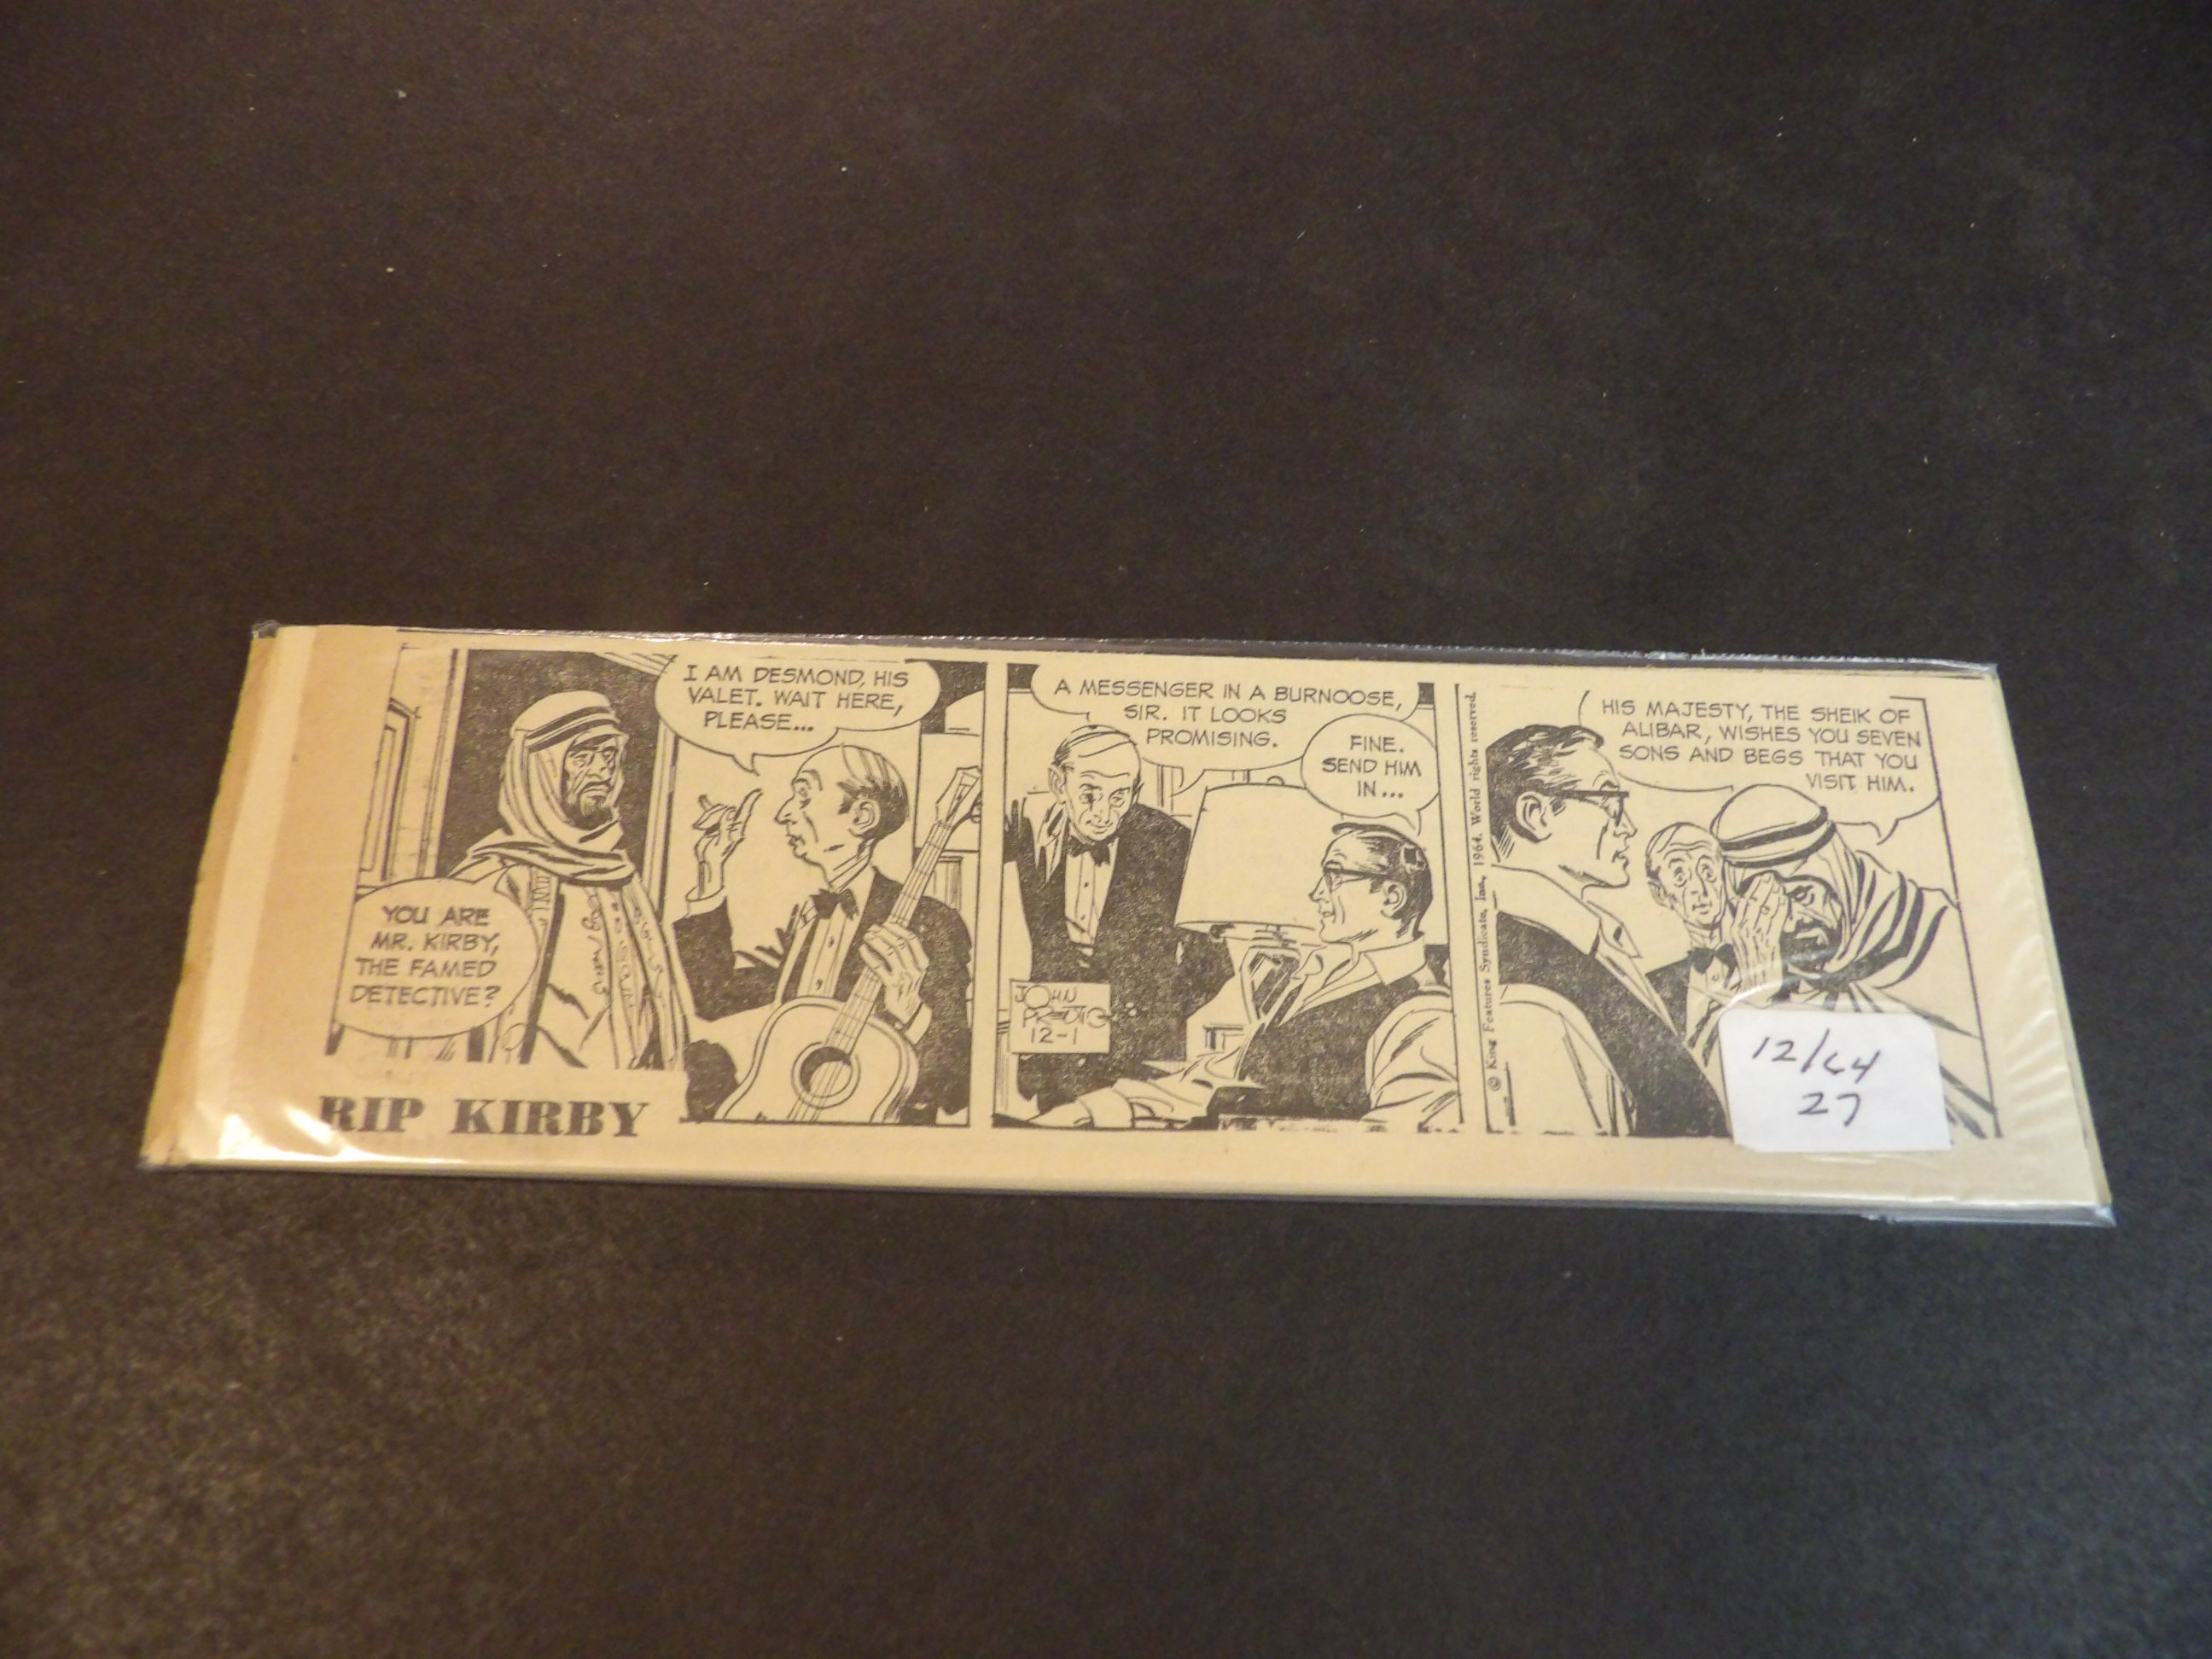 YOU ARE
MR. KIRBY,
THE FAMED
DETECTIVE?
I AM DESMOND, HIS
VALET. WAIT HERE,
PLEASE...
RIP KIRBY
A MESSENGER IN A BURNOOSE,
SIR. IT LOOKS
PROMISING.
FINE.
SEND HIM
IN...
JOHN
12-1
© King Features Syndicate, Inc., 1964. World rights reserved.
HIS MAJESTY, THE SHEIK OF
ALIBAR, WISHES YOU SEVEN
SONS AND BEGS THAT YOU
VISIT HIM.
12/64
27